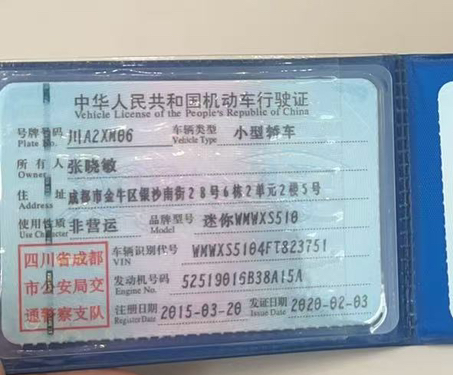 中华人民共和国机动车行驶证
Vehicle License of the People's Republic of China
号牌号码 川A2XM06 车辆类型 小型轿车
Plate No. Vehicle Type
所有人 张晓敏
Owner
住址 成都市金牛区银沙南街28号6栋2单元2楼5号
Address
使用性质 非营运 品牌型号 迷你WMWXS510
Use Character Model
四川省成都市公安局交通警察支队
车辆识别代号 WMWXS5104FT823751
VIN
发动机号码 52519016B38A15A
Engine No.
注册日期 2015-03-20 发证日期 2020-02-03
Register Date Issue Date